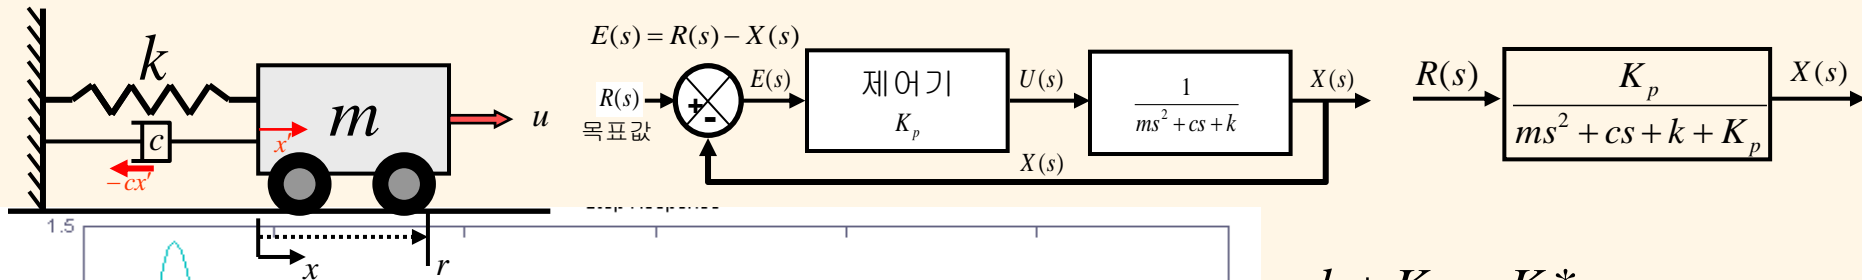 k
m
u
c
x'
-cx'
x
r
E(s) = R(s) − X(s)
R(s)
목표값
+
-
E(s)
제어기
K_p
U(s)
1
ms² + cs + k
X(s)
X(s)
R(s)
K_p
ms² + cs + k + K_p
X(s)
1.5